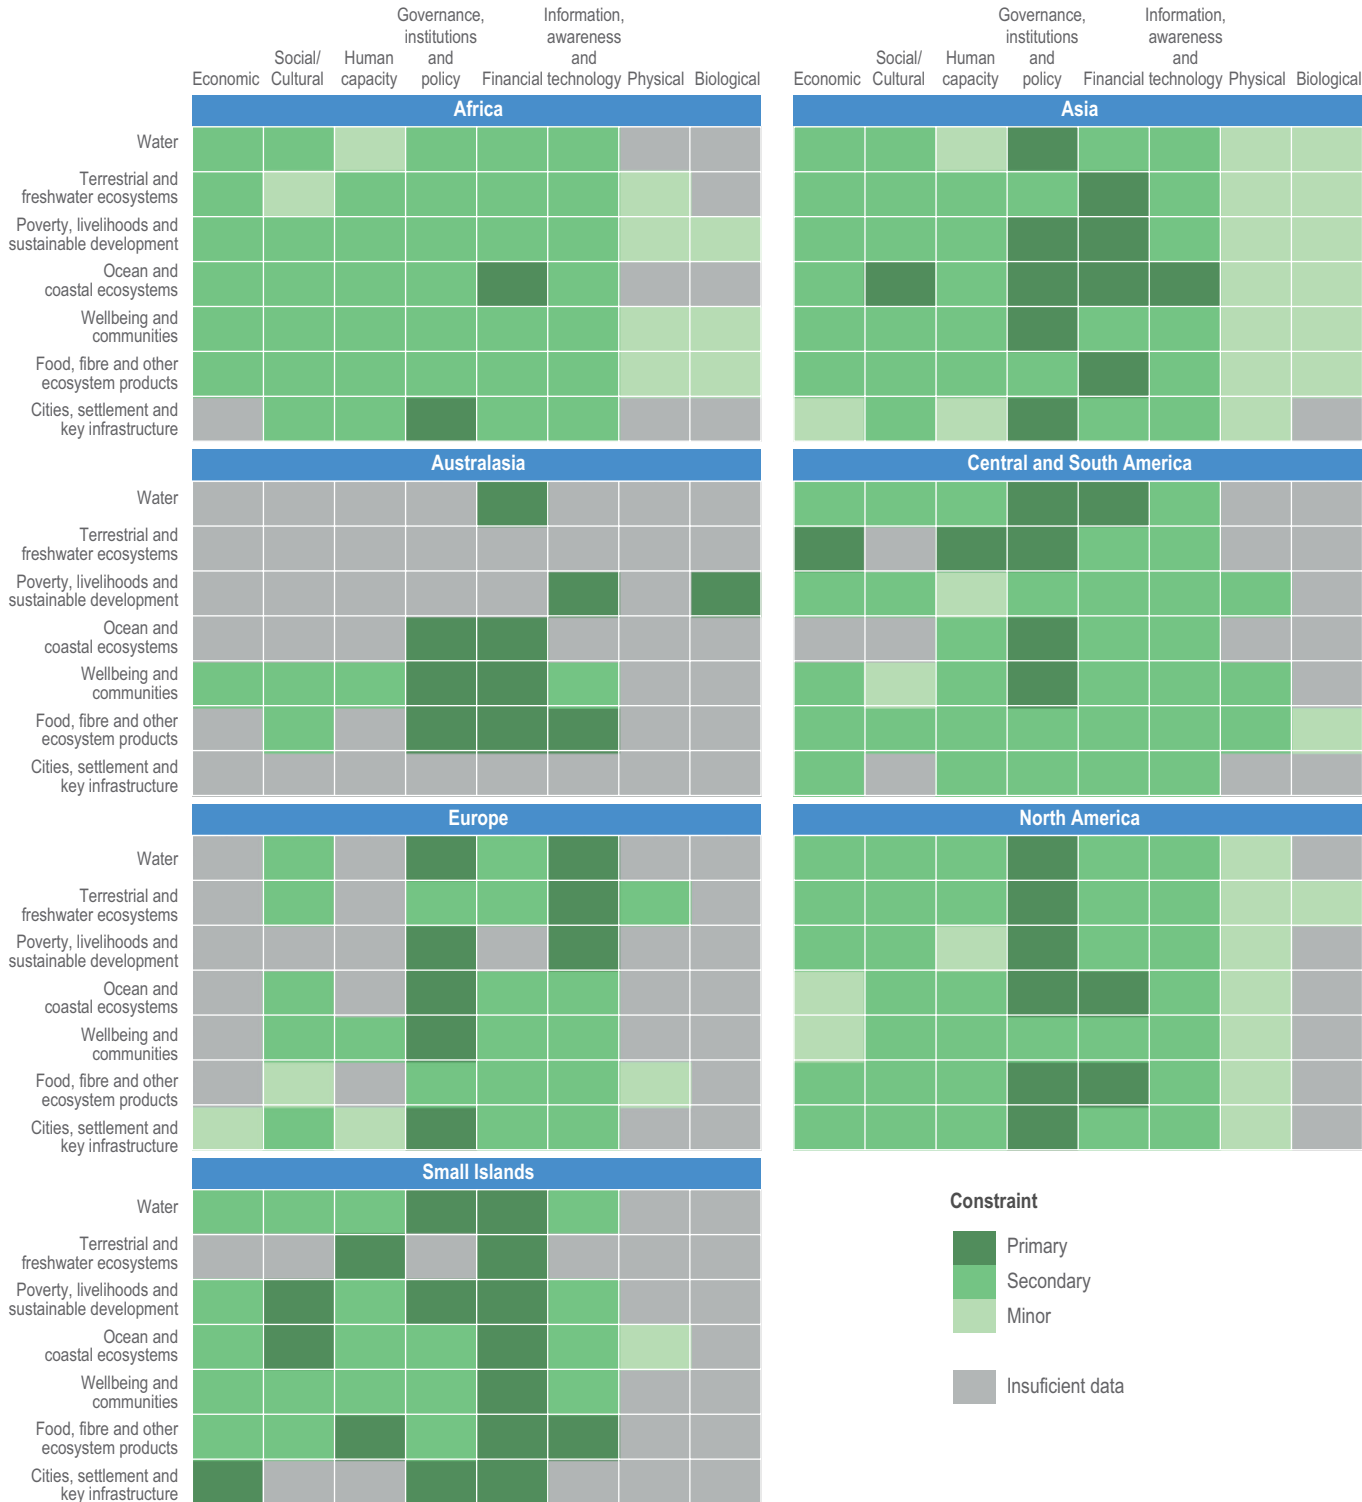 Governance,
institutions
and
policy
Information,
awareness
and
technology
Social/
Cultural
Human
capacity
Economic
Financial
Physical
Biological
Governance,
institutions
and
policy
Information,
awareness
and
technology
Social/
Cultural
Human
capacity
Economic
Financial
Physical
Biological
Africa
Asia
Water
Terrestrial and
freshwater ecosystems
Poverty, livelihoods and
sustainable development
Ocean and
coastal ecosystems
Wellbeing and
communities
Food, fibre and other
ecosystem products
Cities, settlement and
key infrastructure
Australasia
Central and South America
Water
Terrestrial and
freshwater ecosystems
Poverty, livelihoods and
sustainable development
Ocean and
coastal ecosystems
Wellbeing and
communities
Food, fibre and other
ecosystem products
Cities, settlement and
key infrastructure
Europe
North America
Water
Terrestrial and
freshwater ecosystems
Poverty, livelihoods and
sustainable development
Ocean and
coastal ecosystems
Wellbeing and
communities
Food, fibre and other
ecosystem products
Cities, settlement and
key infrastructure
Small Islands
Water
Terrestrial and
freshwater ecosystems
Poverty, livelihoods and
sustainable development
Ocean and
coastal ecosystems
Wellbeing and
communities
Food, fibre and other
ecosystem products
Cities, settlement and
key infrastructure
Constraint
Primary
Secondary
Minor
Insuficient data